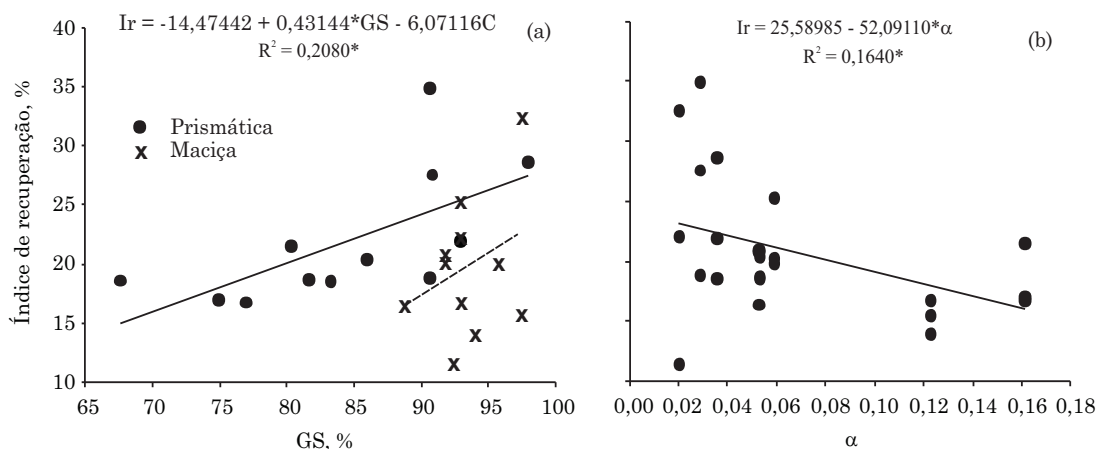 Ir = -14,47442 + 0,43144*GS - 6,07116C
R² = 0,2080*
(a)
Ir = 25,58985 - 52,09110*α
R² = 0,1640*
(b)
Índice de recuperação, %
40
35
30
25
20
15
10
Prismática
x Maciça
65 70 75 80 85 90 95 100
GS, %
0,00 0,02 0,04 0,06 0,08 0,10 0,12 0,14 0,16 0,18
α